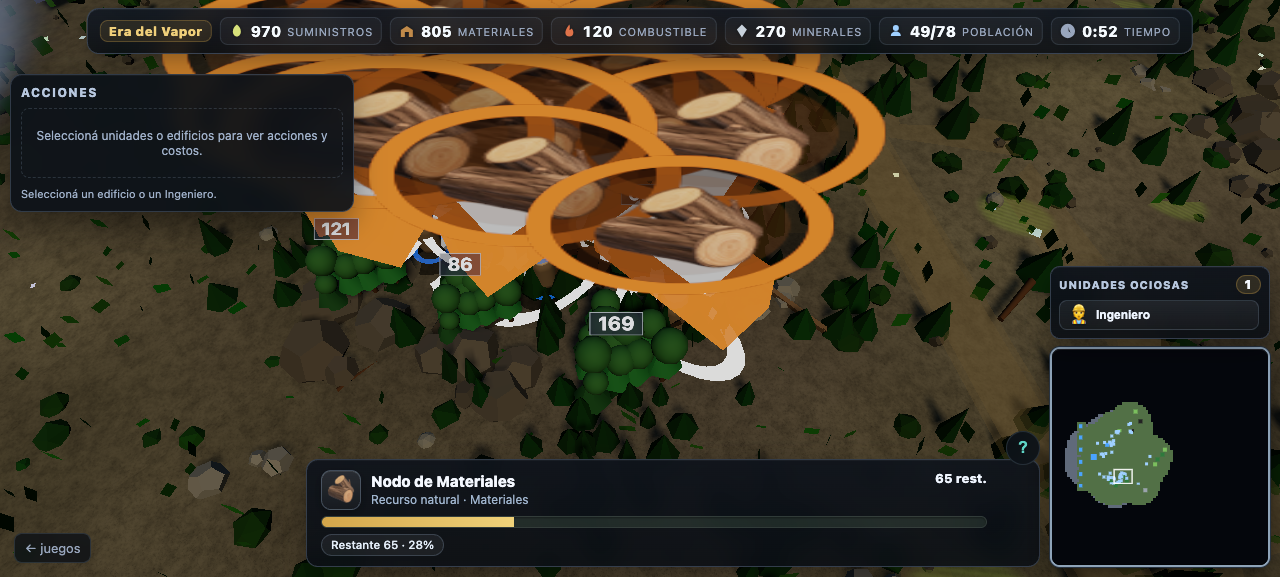 Era del Vapor
970 SUMINISTROS
805 MATERIALES
120 COMBUSTIBLE
270 MINERALES
49/78 POBLACIÓN
0:52 TIEMPO
ACCIONES
Seleccioná unidades o edificios para ver acciones y
costos.
Seleccioná un edificio o un Ingeniero.
121
86
169
UNIDADES OCIOSAS
1
Ingeniero
?
Nodo de Materiales
65 rest.
Recurso natural · Materiales
Restante 65 · 28%
← juegos